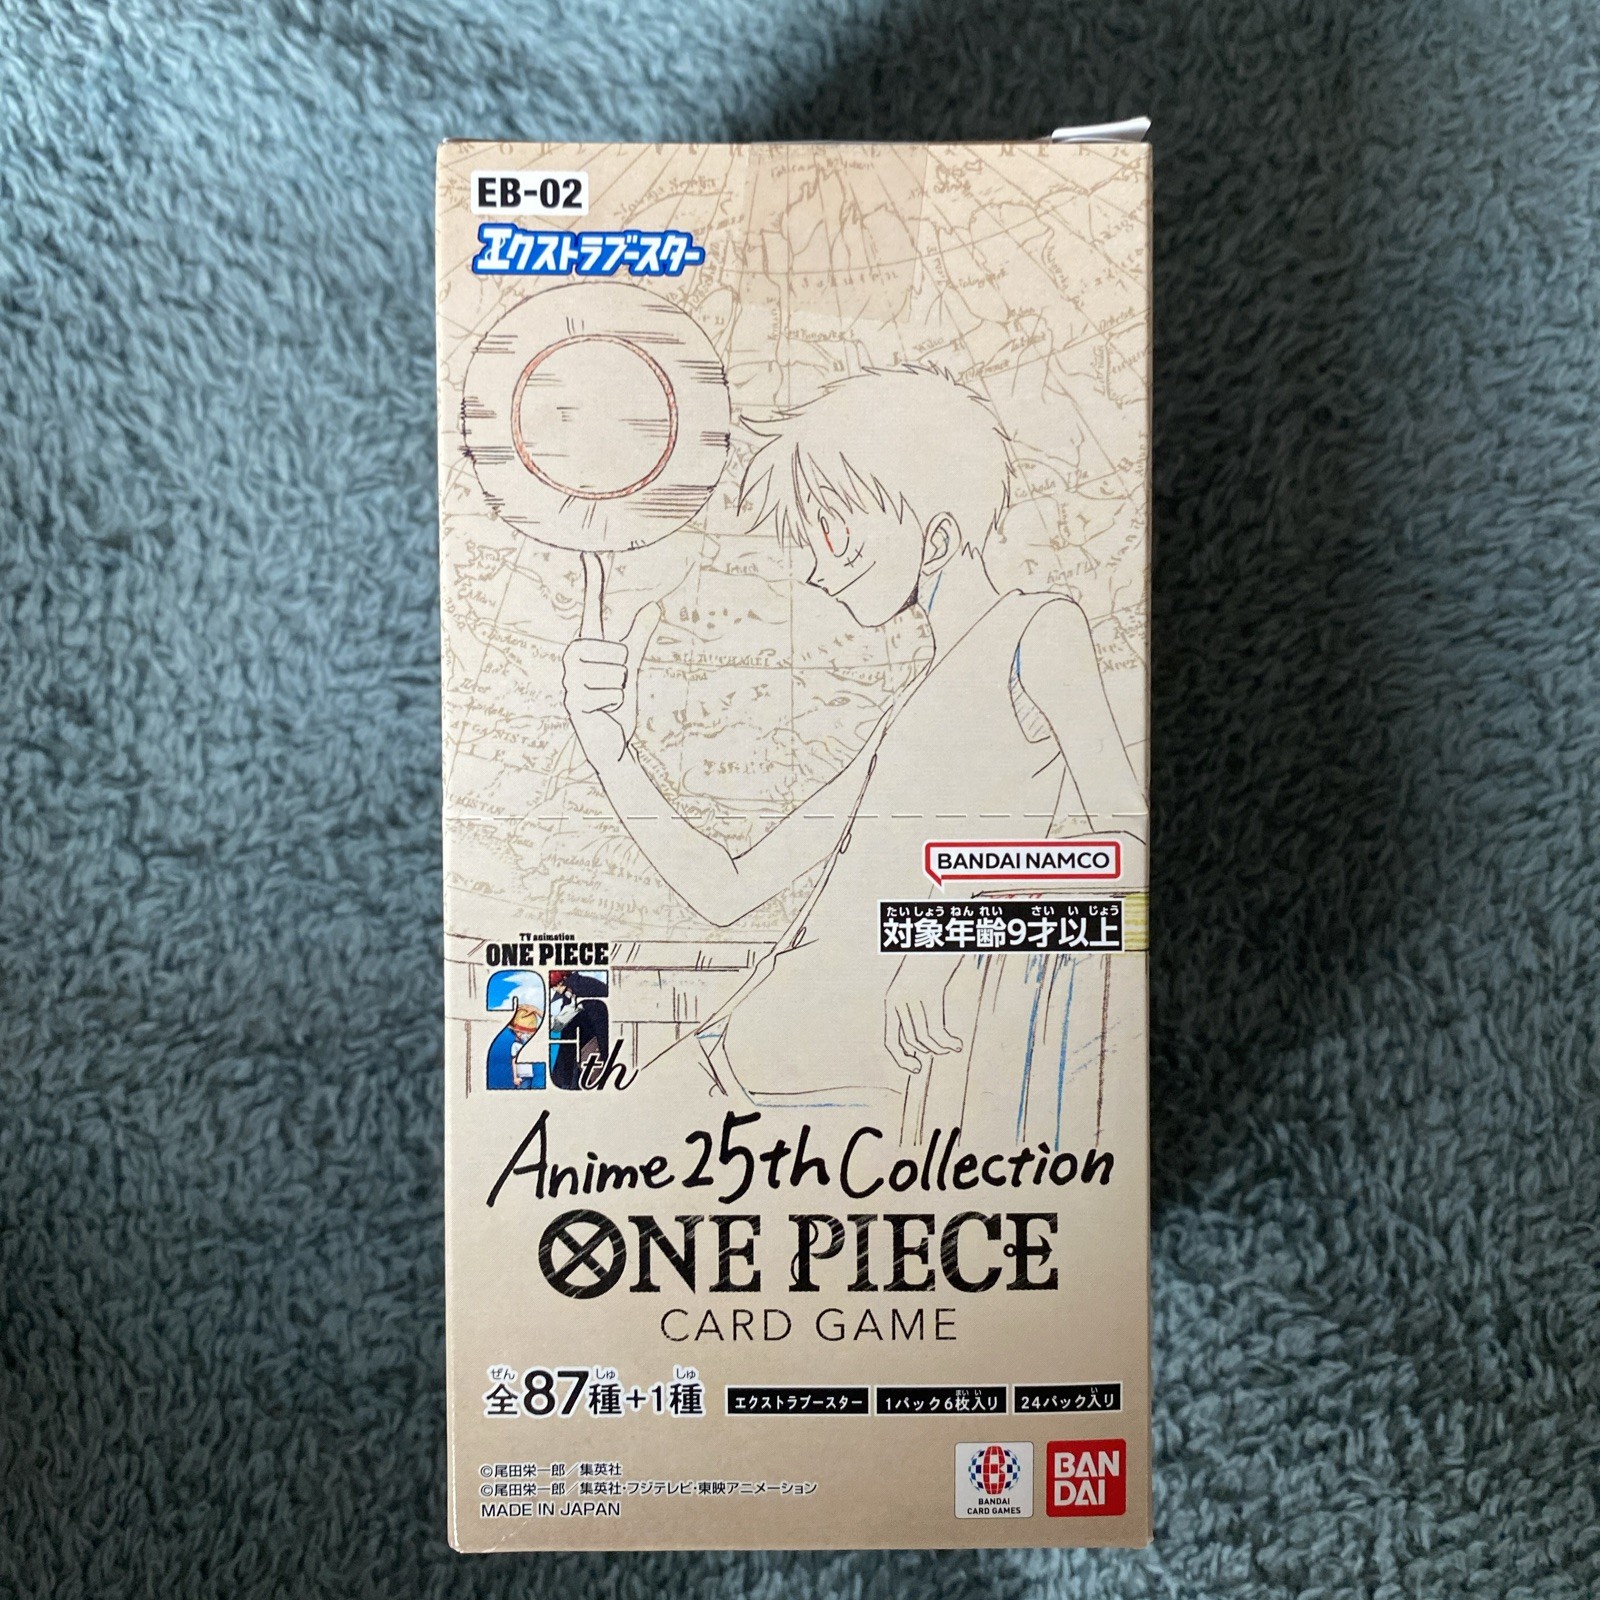 EB-02
エクストラブースター
BANDAI NAMCO
たいしょうねんれい さいいじょう
対象年齢9才以上
TV animation
ONE PIECE
25th
Anime 25th Collection
ONE PIECE
CARD GAME
ぜん しゅ しゅ
全87種+1種
エクストラブースター
まいい
1パック6枚入り
い
24パック入り
©尾田栄一郎/集英社
©尾田栄一郎/集英社・フジテレビ・東映アニメーション
MADE IN JAPAN
BANDAI
CARD GAMES
BAN
DAI